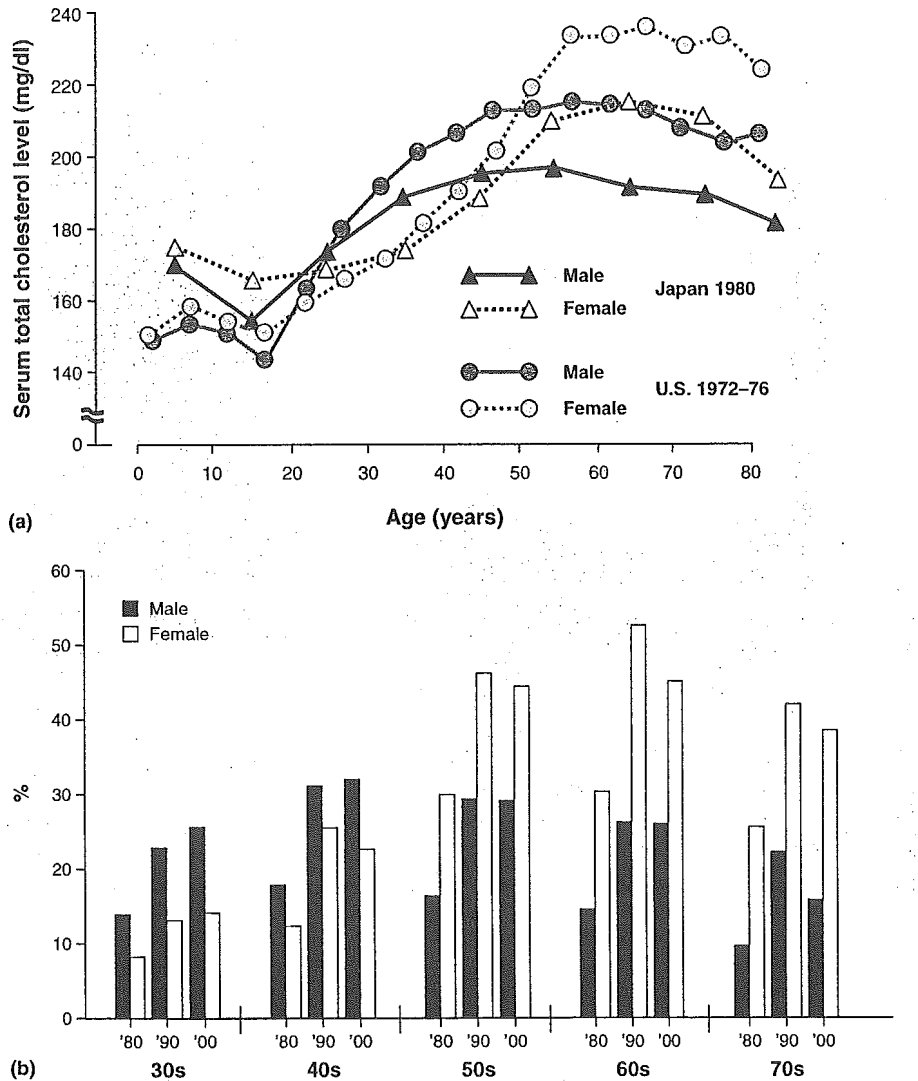 Serum total cholesterol level (mg/dl)
240
220
200
180
160
140
0
Male
Female
Japan 1980
Male
Female
U.S. 1972–76
0 10 20 30 40 50 60 70 80
Age (years)
(a)
60
50
40
30
20
10
0
%
Male
Female
'80 '90 '00 '80 '90 '00 '80 '90 '00 '80 '90 '00 '80 '90 '00
30s 40s 50s 60s 70s
(b)